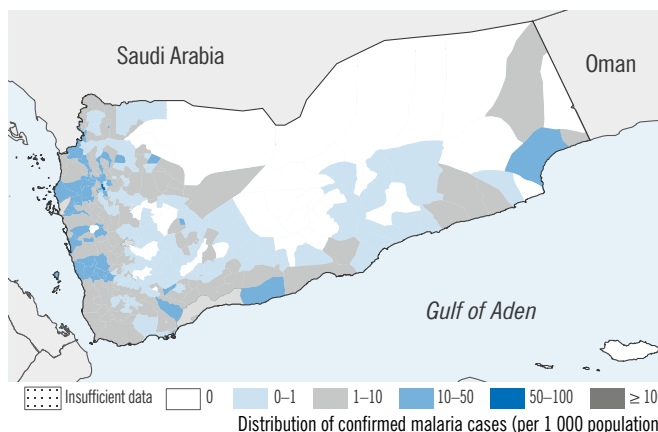 Saudi Arabia
Oman
Gulf of Aden
Insufficient data 0 0–1 1–10 10–50 50–100 ≥ 10
Distribution of confirmed malaria cases (per 1 000 population